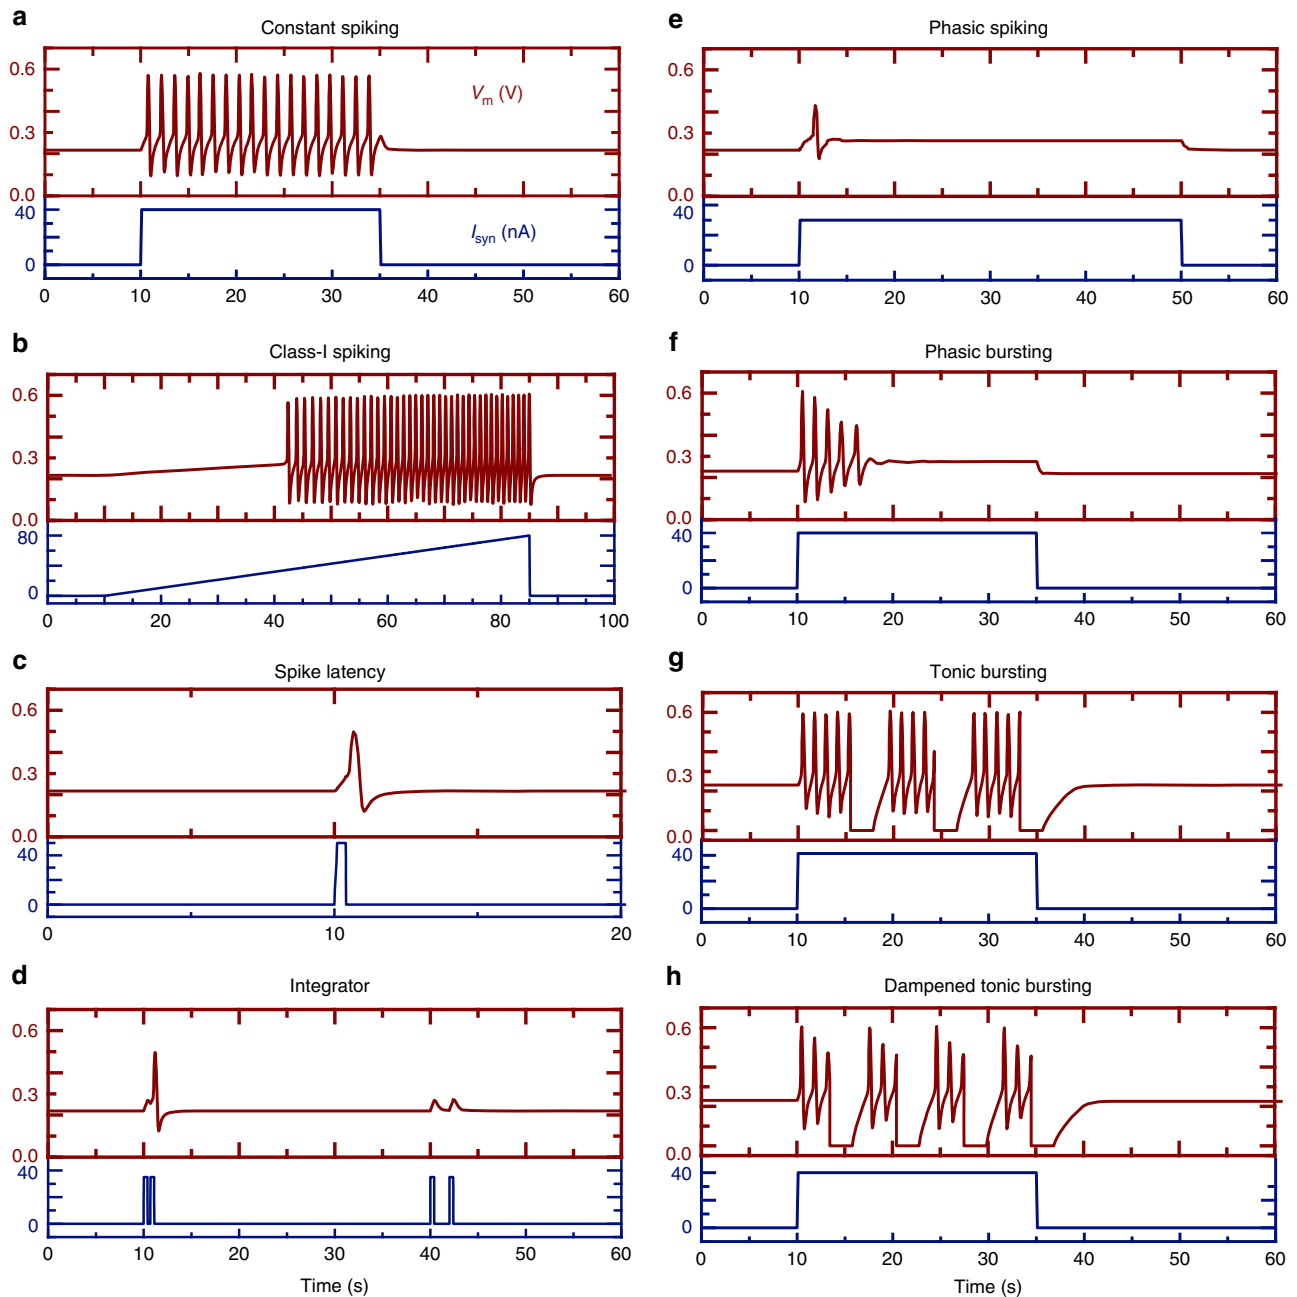 a
Constant spiking
0.6
0.3
0.0
Vm (V)
40
0
Isyn (nA)
0 10 20 30 40 50 60
b
Class-I spiking
0.6
0.3
0.0
80
0
0 20 40 60 80 100
c
Spike latency
0.6
0.3
0.0
40
0
0 10 20
d
Integrator
0.6
0.3
0.0
40
0
0 10 20 30 40 50 60
Time (s)
e
Phasic spiking
0.6
0.3
0.0
40
0
0 10 20 30 40 50 60
f
Phasic bursting
0.6
0.3
0.0
40
0
0 10 20 30 40 50 60
g
Tonic bursting
0.6
0.3
0.0
40
0
0 10 20 30 40 50 60
h
Dampened tonic bursting
0.6
0.3
0.0
40
0
0 10 20 30 40 50 60
Time (s)